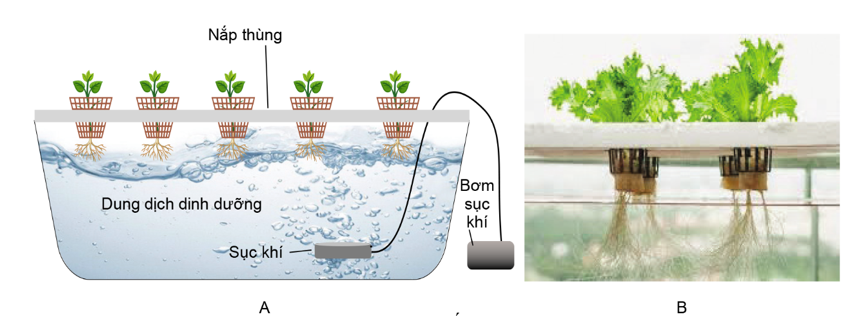 Nắp thùng
Dung dịch dinh dưỡng
Bơm
sục
khí
Sục khí
A
B